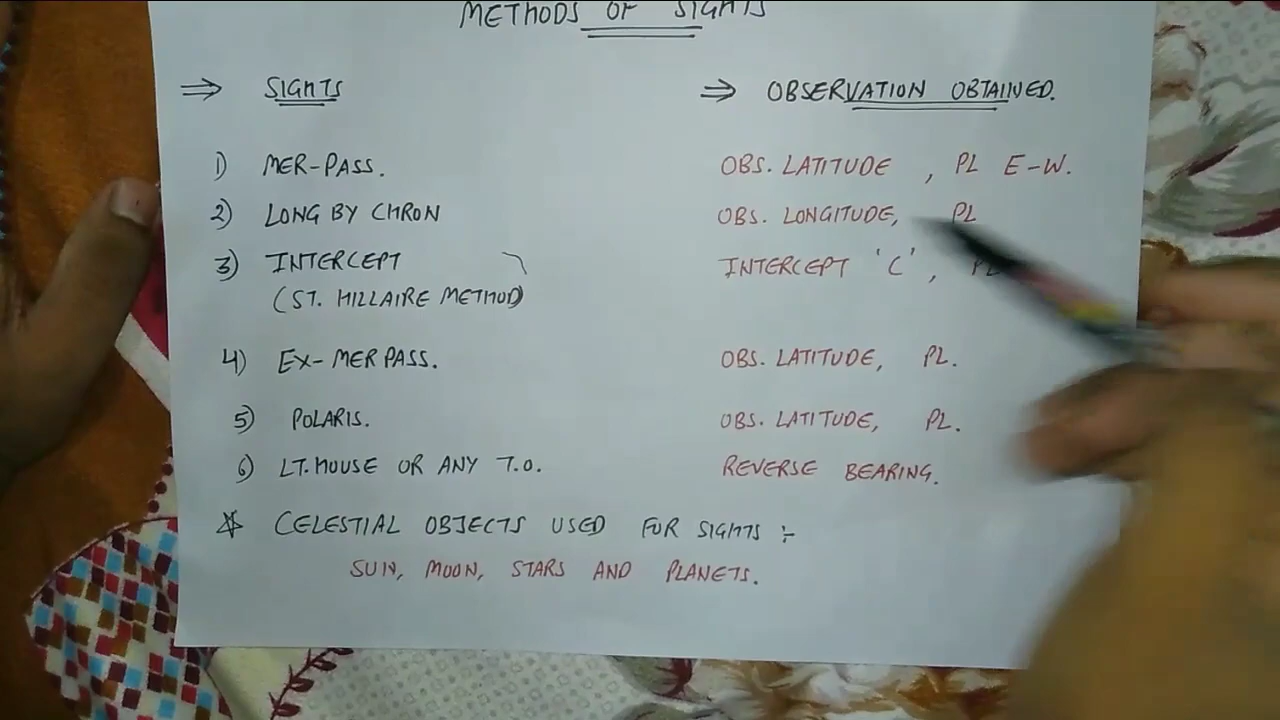 METHODS OF SIGHTS
⇒ SIGHTS ⇒ OBSERVATION OBTAINED.
1) MER-PASS. OBS. LATITUDE , PL E-W.
2) LONG BY CHRON OBS. LONGITUDE, PL
3) INTERCEPT INTERCEPT 'C', PL
(ST. HILLAIRE METHOD)
4) EX-MERPASS. OBS. LATITUDE, PL.
5) POLARIS. OBS. LATITUDE, PL.
6) LT. HOUSE OR ANY T.O. REVERSE BEARING.
☆ CELESTIAL OBJECTS USED FOR SIGHTS :-
SUN, MOON, STARS AND PLANETS.